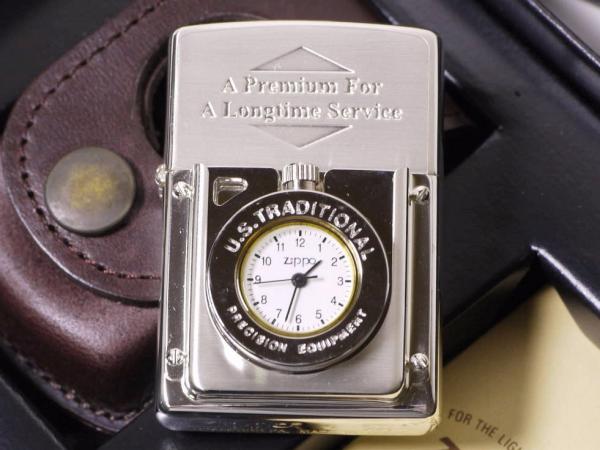 A Premium For
A Longtime Service
U.S. TRADITIONAL
12
11 1
10 2
Zippo
9 3
8 4
7 5
6
PRECISION EQUIPMENT
FOR THE LIGH